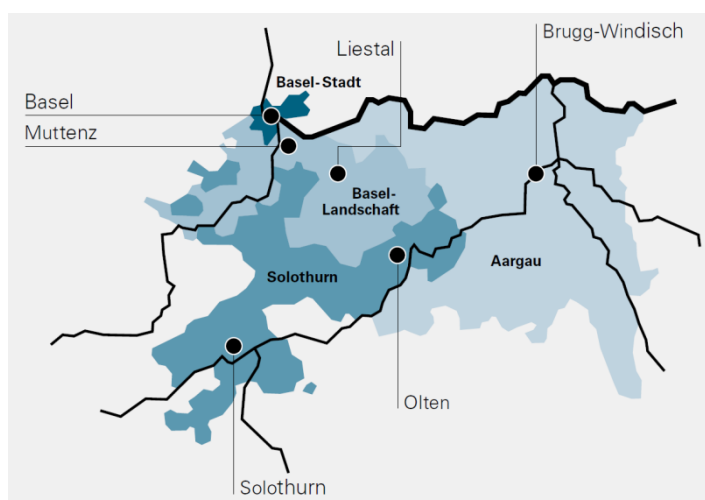 Liestal
Brugg-Windisch
Basel-Stadt
Basel
Muttenz
Basel-
Landschaft
Solothurn
Aargau
Olten
Solothurn